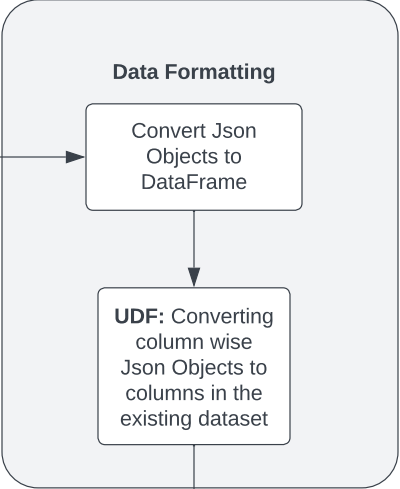 Data Formatting
Convert Json
Objects to
DataFrame
UDF: Converting
column wise
Json Objects to
columns in the
existing dataset